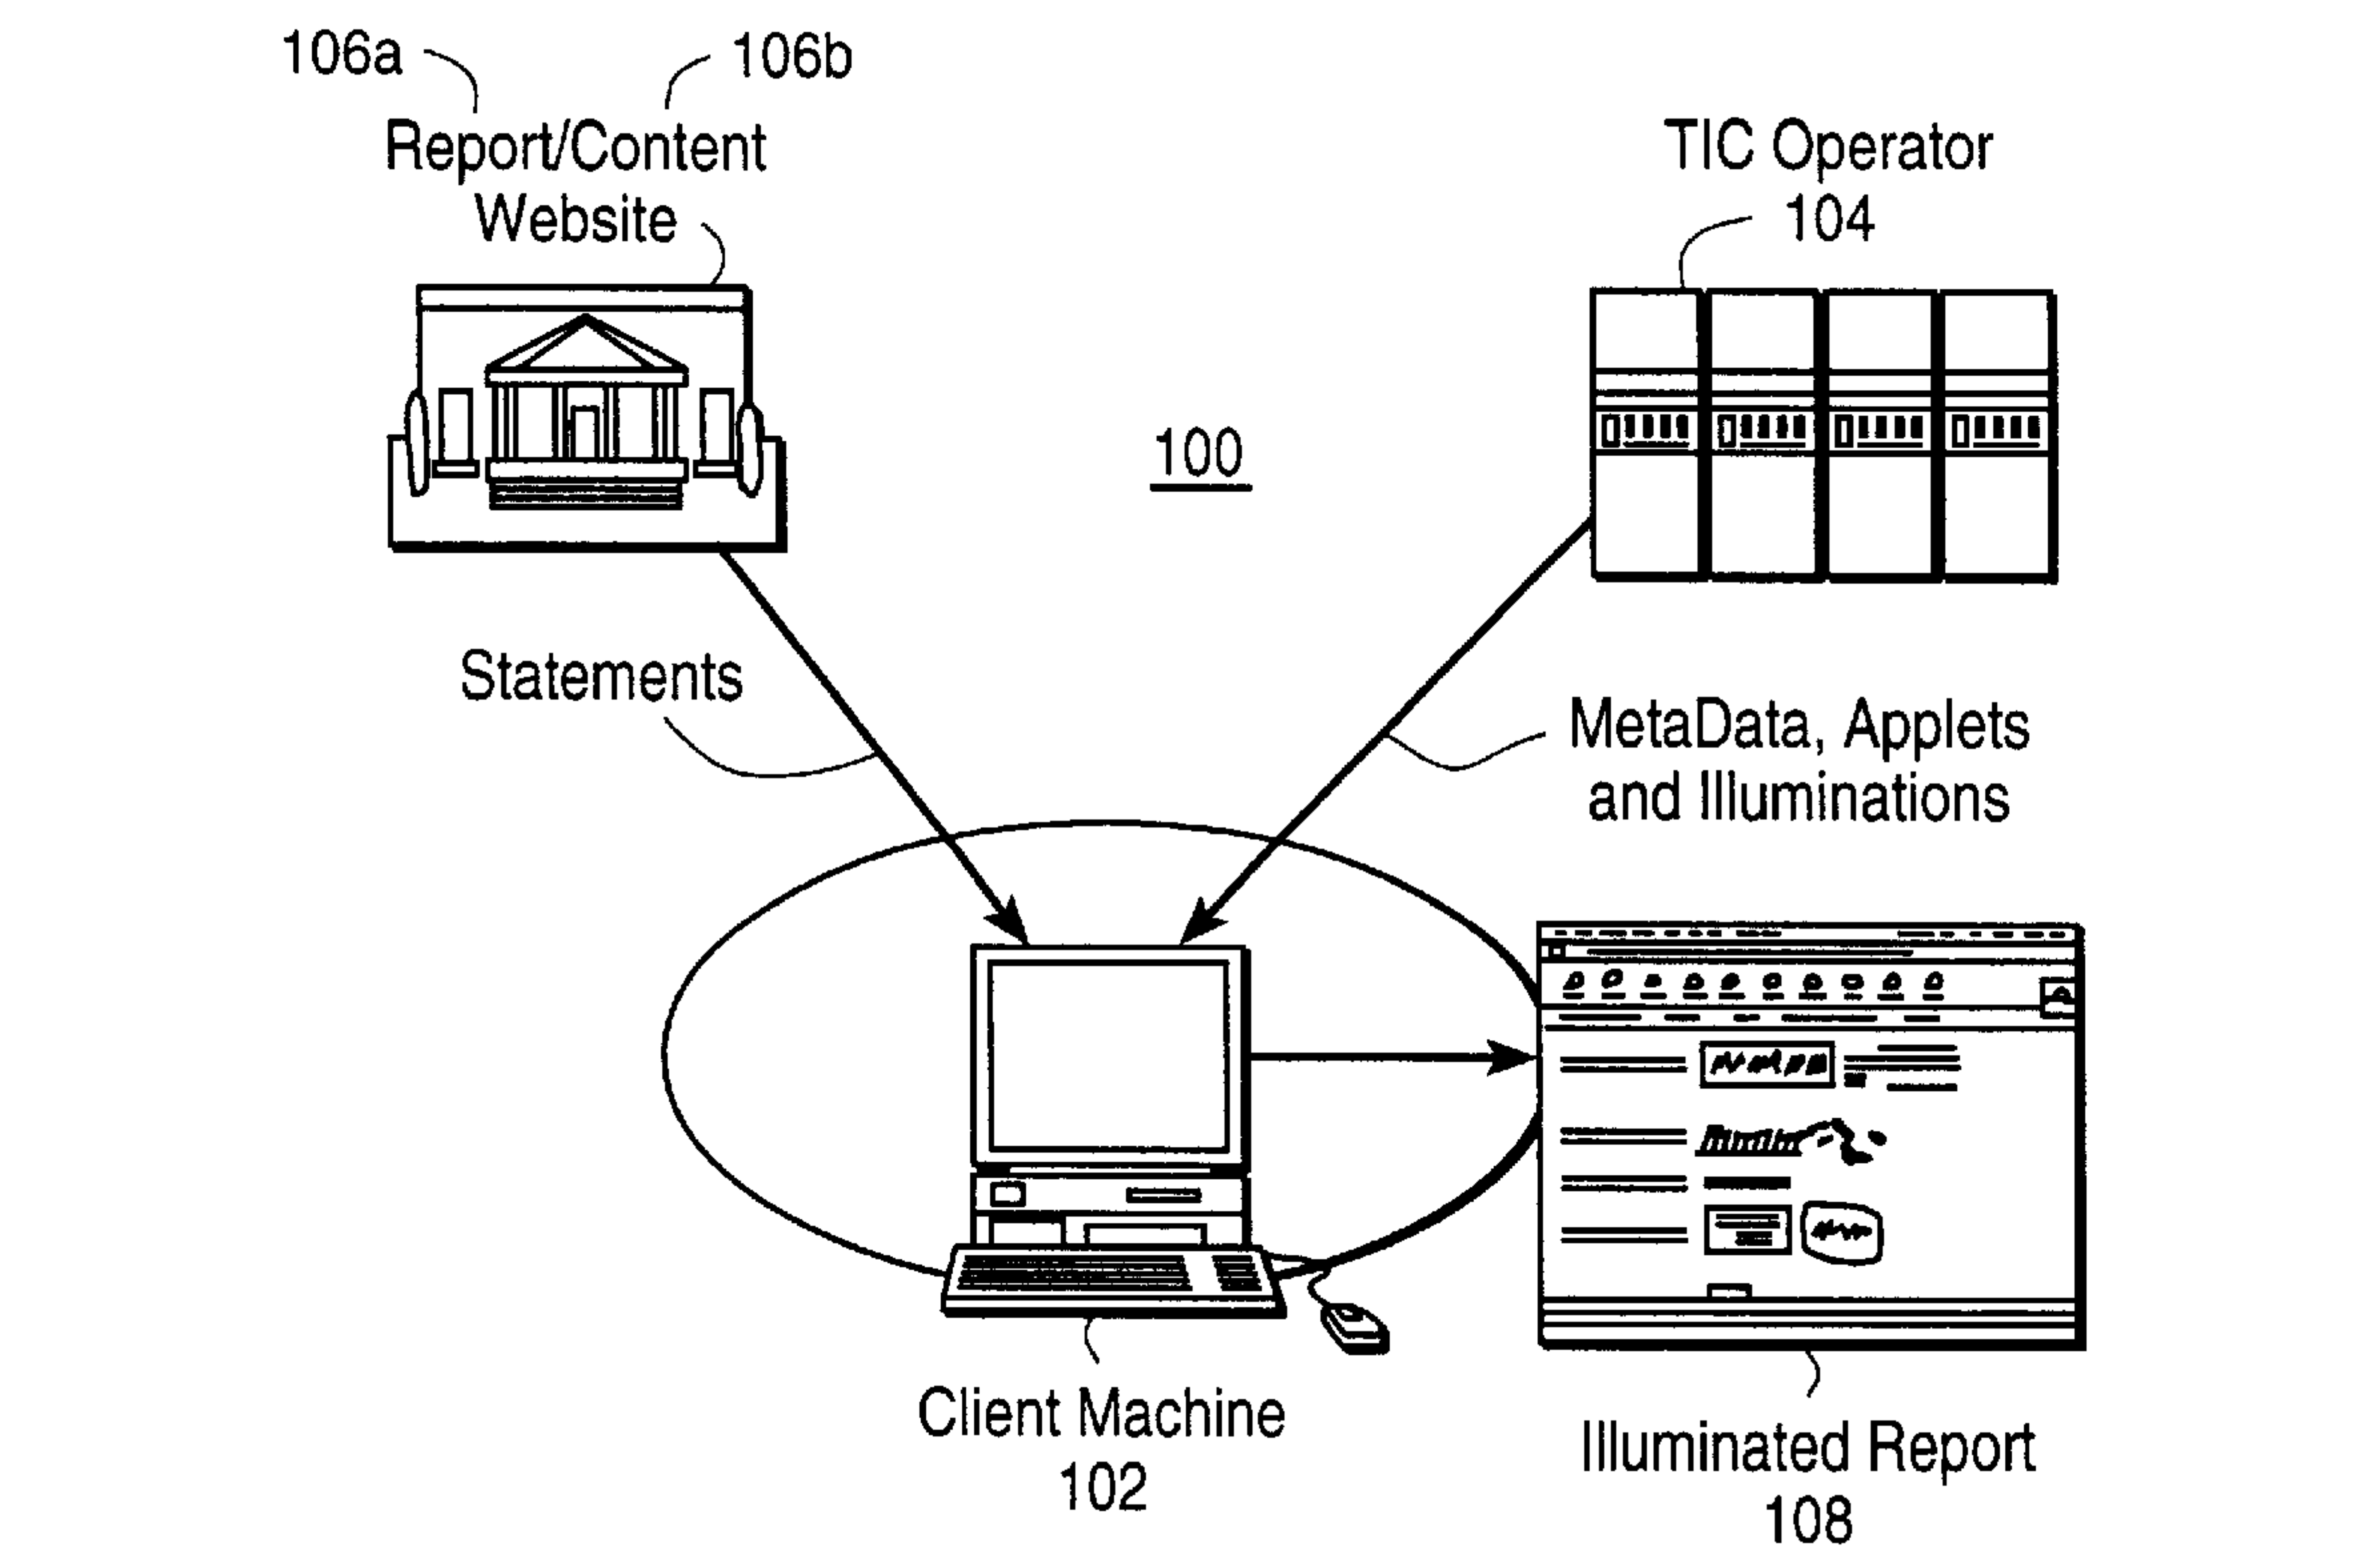 106a
106b
Report/Content
Website
TIC Operator
104
100
Statements
MetaData, Applets
and Illuminations
Client Machine
102
Illuminated Report
108